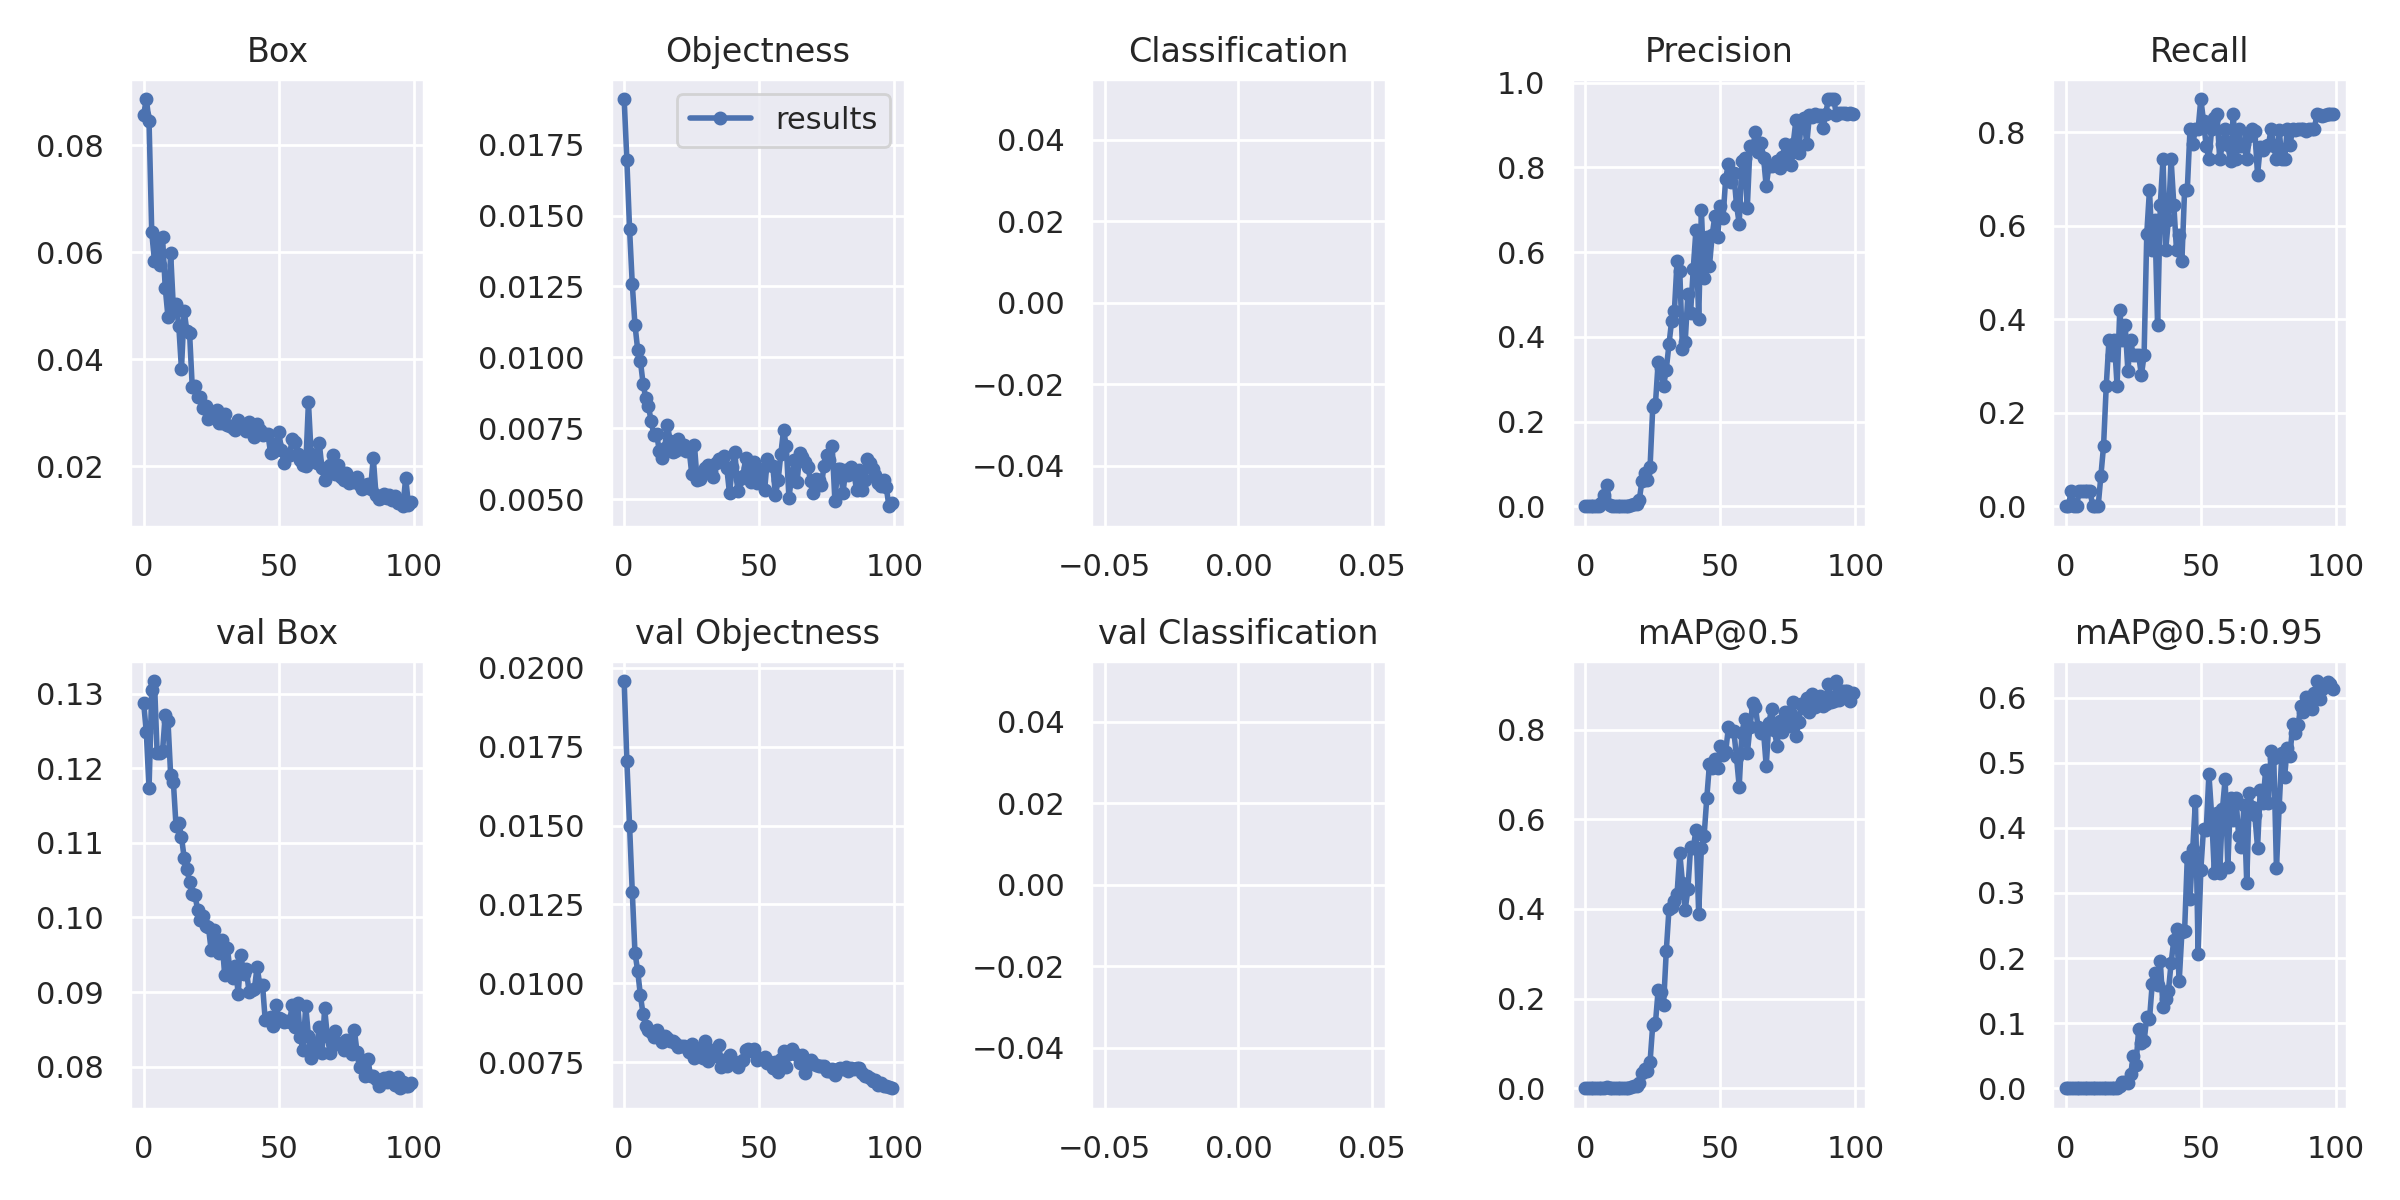 Box
Objectness
Classification
Precision
Recall
results
0.08
0.06
0.04
0.02
0 50 100
0.0175
0.0150
0.0125
0.0100
0.0075
0.0050
0 50 100
0.04
0.02
0.00
−0.02
−0.04
−0.05 0.00 0.05
1.0
0.8
0.6
0.4
0.2
0.0
0 50 100
0.8
0.6
0.4
0.2
0.0
0 50 100
val Box
val Objectness
val Classification
mAP@0.5
mAP@0.5:0.95
0.13
0.12
0.11
0.10
0.09
0.08
0 50 100
0.0200
0.0175
0.0150
0.0125
0.0100
0.0075
0 50 100
0.04
0.02
0.00
−0.02
−0.04
−0.05 0.00 0.05
0.8
0.6
0.4
0.2
0.0
0 50 100
0.6
0.5
0.4
0.3
0.2
0.1
0.0
0 50 100